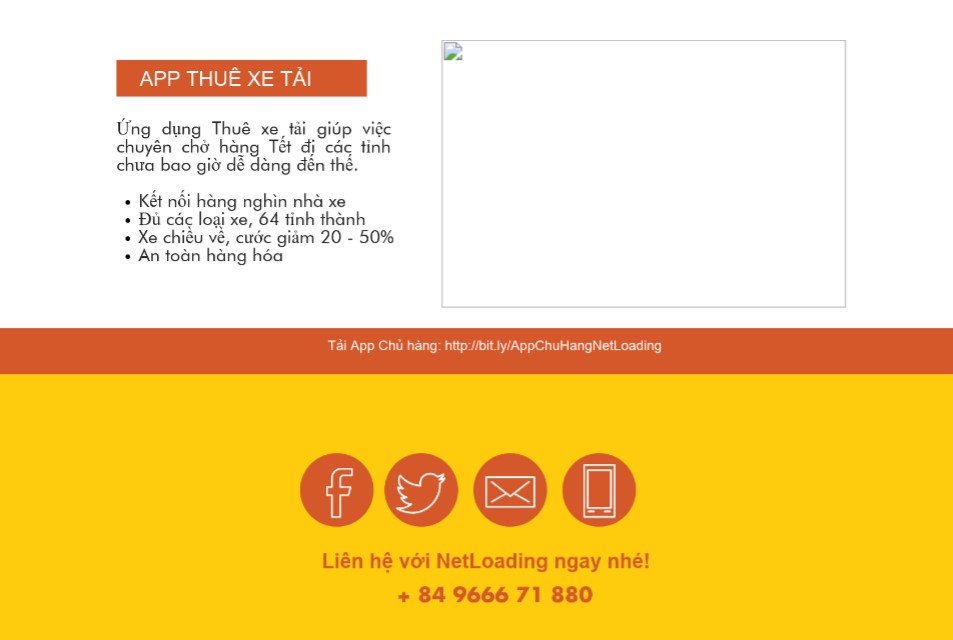 APP THUÊ XE TẢI
Ứng dụng Thuê xe tải giúp việc
chuyên chở hàng Tết đi các tỉnh
chưa bao giờ dễ dàng đến thế.
• Kết nối hàng nghìn nhà xe
• Đủ các loại xe, 64 tỉnh thành
• Xe chiều về, cước giảm 20 - 50%
• An toàn hàng hóa
Tải App Chủ hàng: http://bit.ly/AppChuHangNetLoading
Liên hệ với NetLoading ngay nhé!
+ 84 9666 71 880